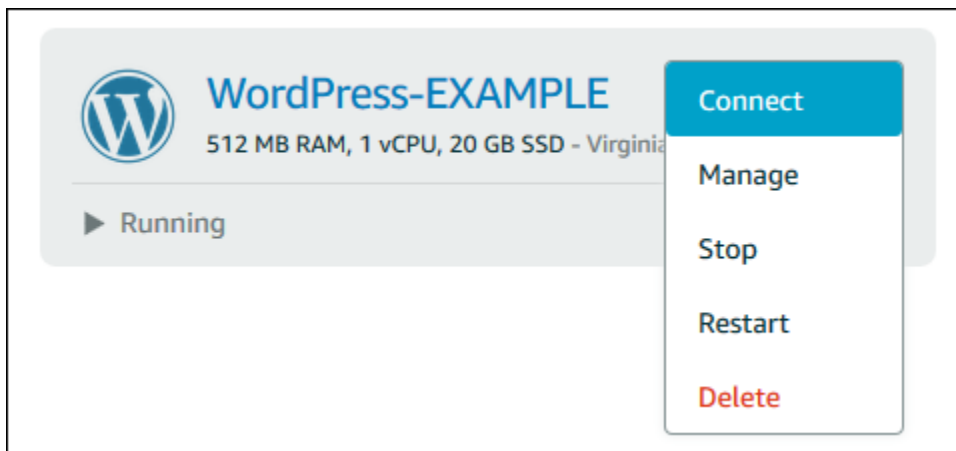 WordPress-EXAMPLE
512 MB RAM, 1 vCPU, 20 GB SSD - Virginia
Running
Connect
Manage
Stop
Restart
Delete